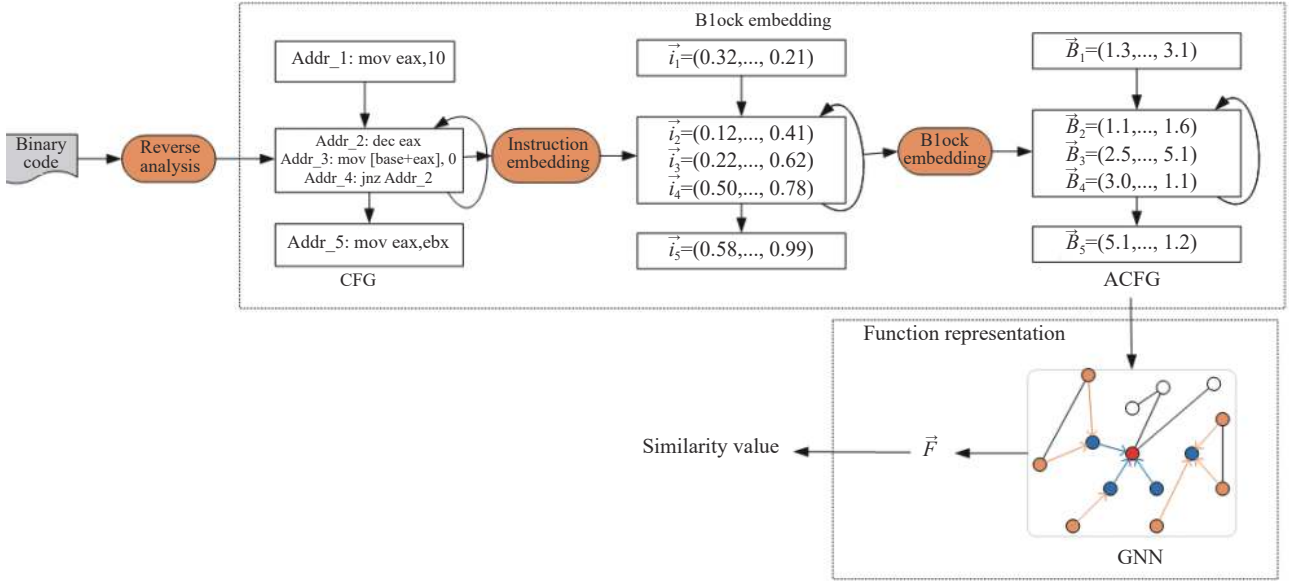 B1ock embedding
Binary
code
Reverse
analysis
Addr_1: mov eax,10
Addr_2: dec eax
Addr_3: mov [base+eax], 0
Addr_4: jnz Addr_2
Addr_5: mov eax,ebx
CFG
Instruction
embedding
i⃗₁=(0.32,..., 0.21)
i⃗₂=(0.12,..., 0.41)
i⃗₃=(0.22,..., 0.62)
i⃗₄=(0.50,..., 0.78)
i⃗₅=(0.58,..., 0.99)
B1ock
embedding
B⃗₁=(1.3,..., 3.1)
B⃗₂=(1.1,..., 1.6)
B⃗₃=(2.5,..., 5.1)
B⃗₄=(3.0,..., 1.1)
B⃗₅=(5.1,..., 1.2)
ACFG
Function representation
Similarity value
F⃗
GNN